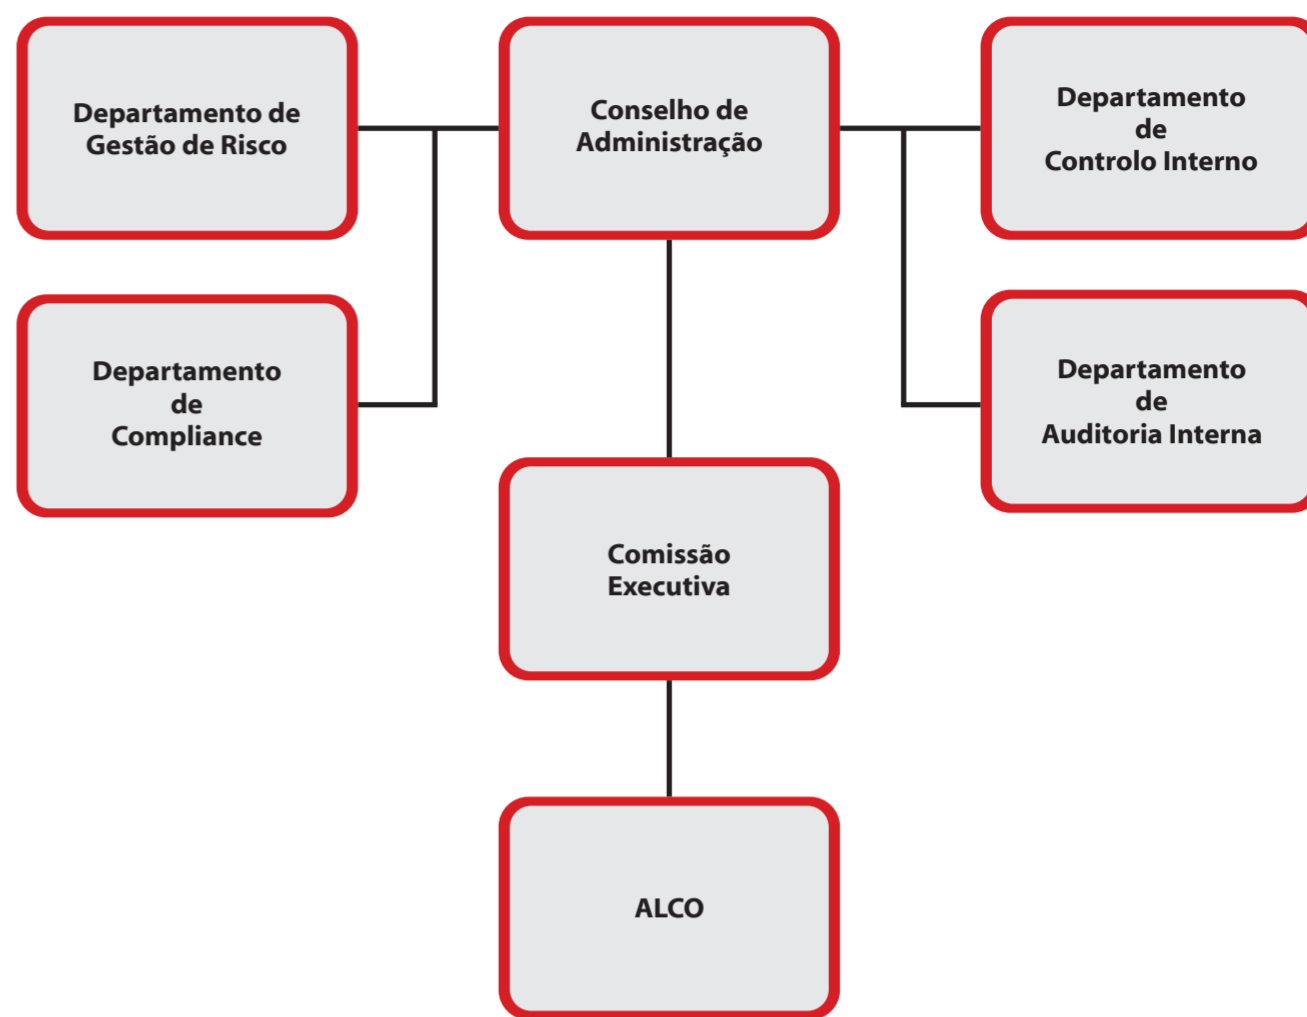 Departamento de
Gestão de Risco
Conselho de
Administração
Departamento
de
Controlo Interno
Departamento
de
Compliance
Departamento
de
Auditoria Interna
Comissão
Executiva
ALCO